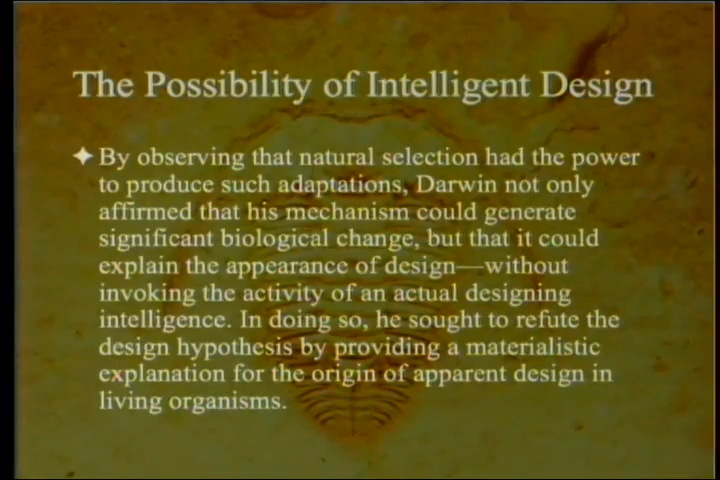 The Possibility of Intelligent Design
✦ By observing that natural selection had the power
to produce such adaptations, Darwin not only
affirmed that his mechanism could generate
significant biological change, but that it could
explain the appearance of design—without
invoking the activity of an actual designing
intelligence. In doing so, he sought to refute the
design hypothesis by providing a materialistic
explanation for the origin of apparent design in
living organisms.